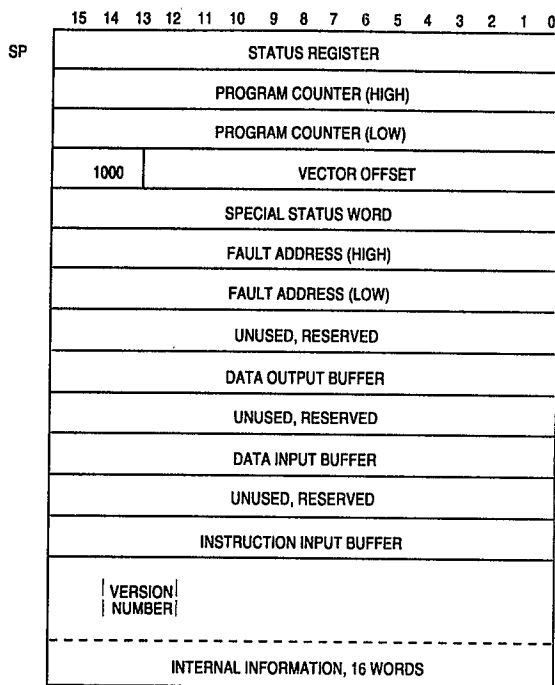 15 14 13 12 11 10 9 8 7 6 5 4 3 2 1 0
SP
STATUS REGISTER
PROGRAM COUNTER (HIGH)
PROGRAM COUNTER (LOW)
1000 VECTOR OFFSET
SPECIAL STATUS WORD
FAULT ADDRESS (HIGH)
FAULT ADDRESS (LOW)
UNUSED, RESERVED
DATA OUTPUT BUFFER
UNUSED, RESERVED
DATA INPUT BUFFER
UNUSED, RESERVED
INSTRUCTION INPUT BUFFER
VERSION
NUMBER
INTERNAL INFORMATION, 16 WORDS